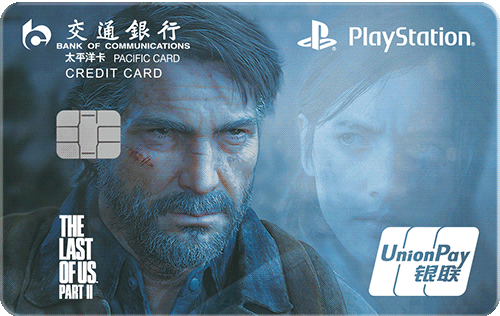 交通銀行
BANK OF COMMUNICATIONS
太平洋卡 PACIFIC CARD
CREDIT CARD
PlayStation®
THE
LAST
OF US
PART II
UnionPay
银联